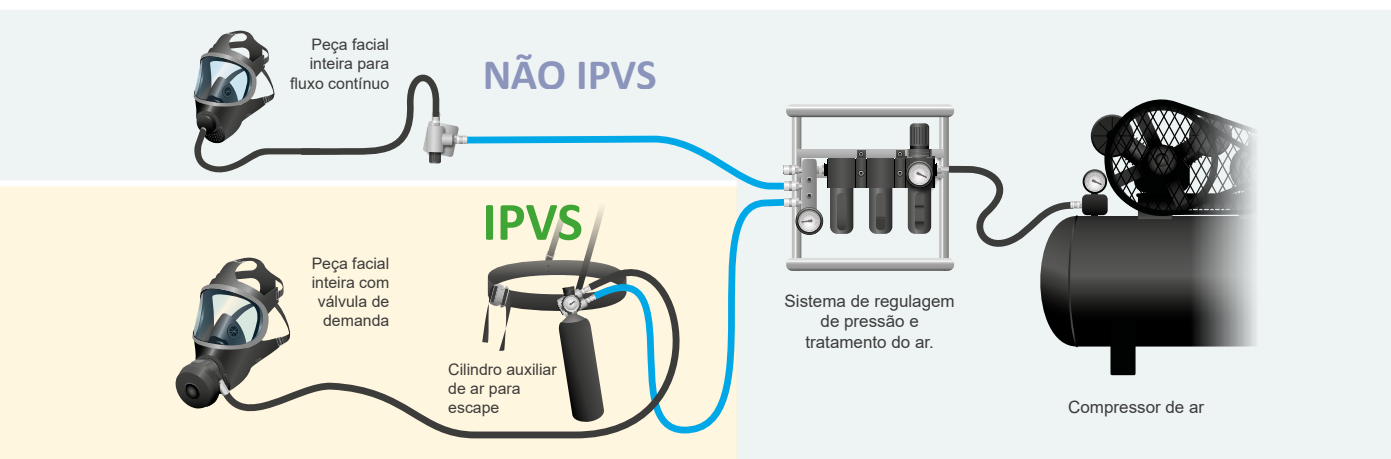 Peça facial
inteira para
fluxo contínuo
NÃO IPVS
IPVS
Peça facial
inteira com
válvula de
demanda
Cilindro auxiliar
de ar para
escape
Sistema de regulagem
de pressão e
tratamento do ar.
Compressor de ar